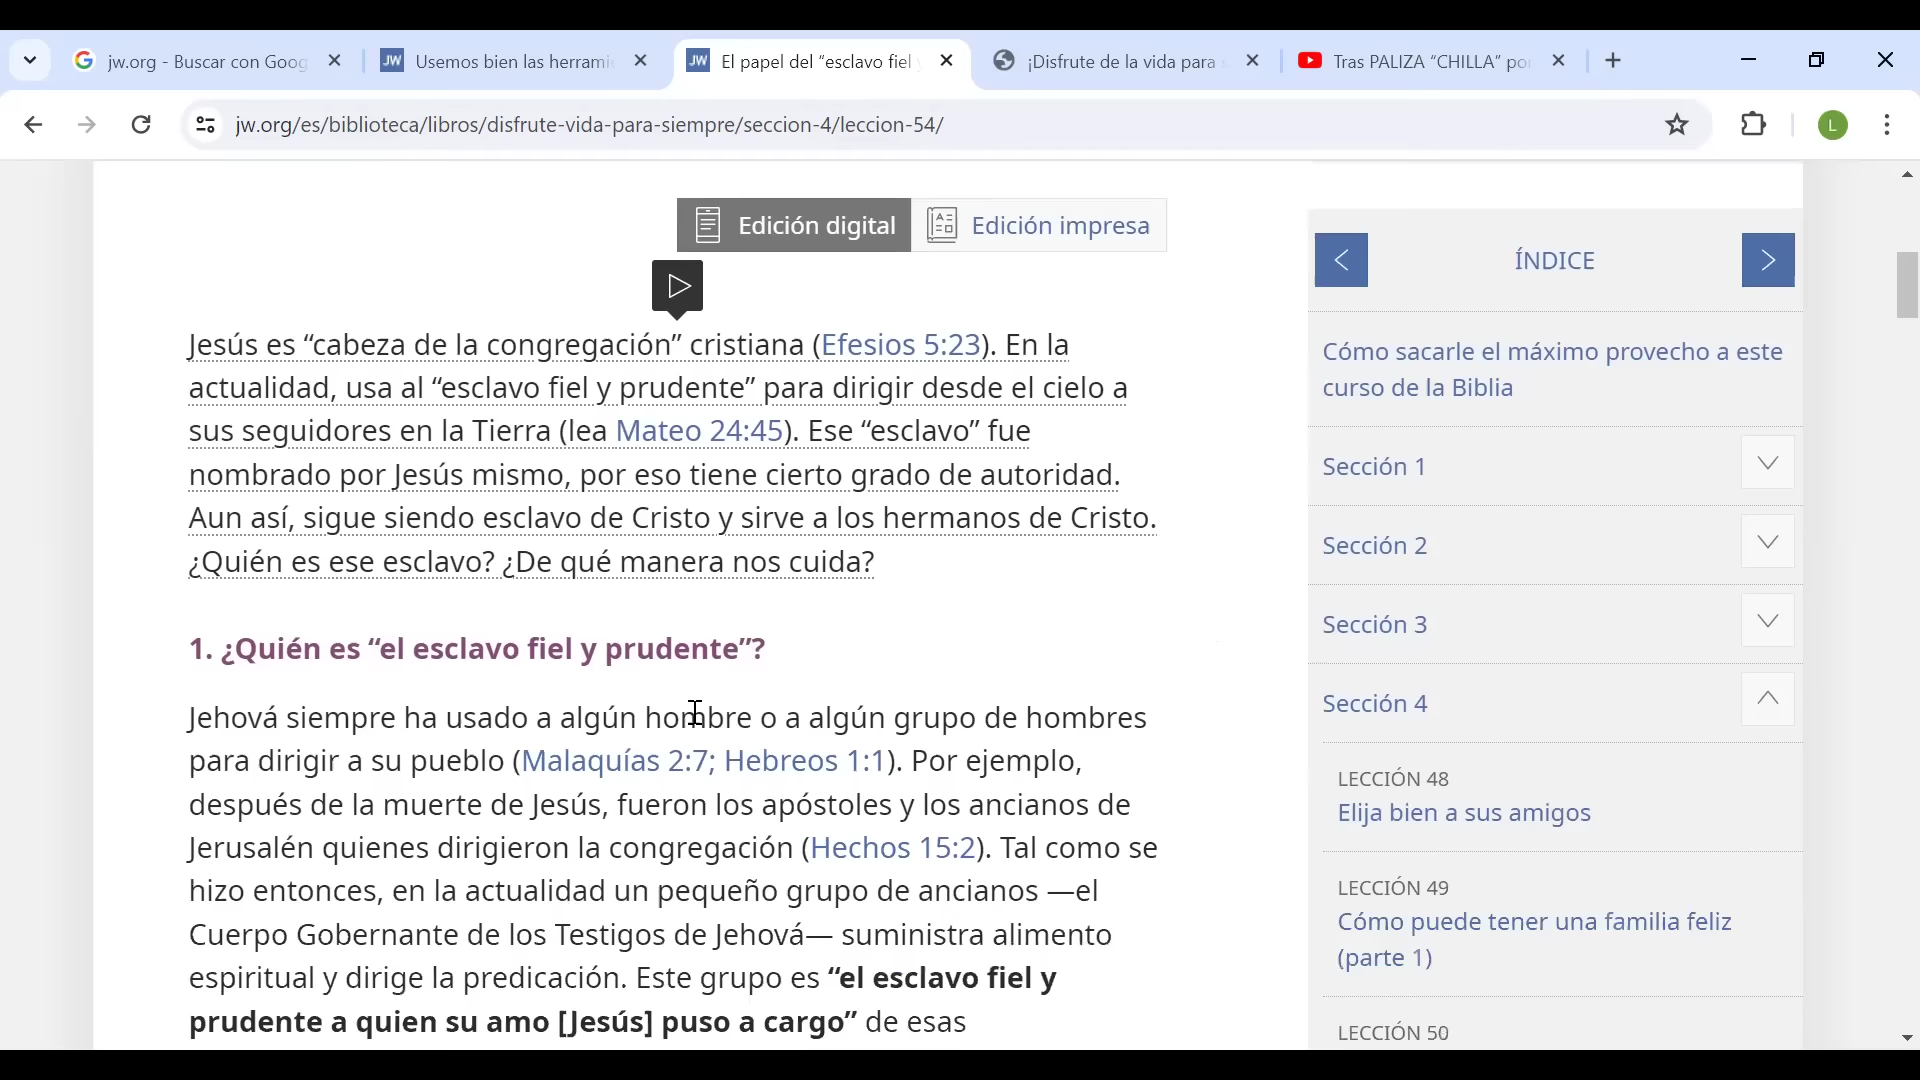 jw.org - Buscar con Goog
Usemos bien las herrami
El papel del “esclavo fiel y
¡Disfrute de la vida para s
Tras PALIZA “CHILLA” po
jw.org/es/biblioteca/libros/disfrute-vida-para-siempre/seccion-4/leccion-54/
L
Edición digital
Edición impresa
Jesús es “cabeza de la congregación” cristiana (Efesios 5:23). En la
actualidad, usa al “esclavo fiel y prudente” para dirigir desde el cielo a
sus seguidores en la Tierra (lea Mateo 24:45). Ese “esclavo” fue
nombrado por Jesús mismo, por eso tiene cierto grado de autoridad.
Aun así, sigue siendo esclavo de Cristo y sirve a los hermanos de Cristo.
¿Quién es ese esclavo? ¿De qué manera nos cuida?
1. ¿Quién es “el esclavo fiel y prudente”?
Jehová siempre ha usado a algún hombre o a algún grupo de hombres
para dirigir a su pueblo (Malaquías 2:7; Hebreos 1:1). Por ejemplo,
después de la muerte de Jesús, fueron los apóstoles y los ancianos de
Jerusalén quienes dirigieron la congregación (Hechos 15:2). Tal como se
hizo entonces, en la actualidad un pequeño grupo de ancianos —el
Cuerpo Gobernante de los Testigos de Jehová— suministra alimento
espiritual y dirige la predicación. Este grupo es “el esclavo fiel y
prudente a quien su amo [Jesús] puso a cargo” de esas
ÍNDICE
Cómo sacarle el máximo provecho a este
curso de la Biblia
Sección 1
Sección 2
Sección 3
Sección 4
LECCIÓN 48
Elija bien a sus amigos
LECCIÓN 49
Cómo puede tener una familia feliz
(parte 1)
LECCIÓN 50